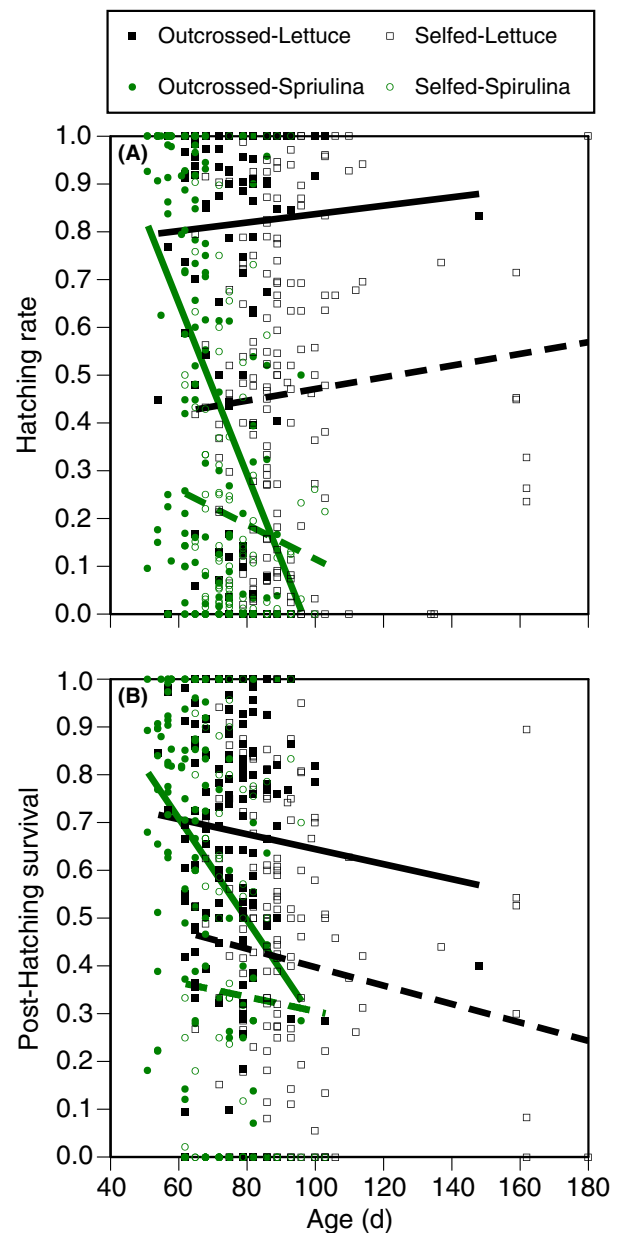 Outcrossed-Lettuce
Selfed-Lettuce
Outcrossed-Spriulina
Selfed-Spirulina
(A)
Hatching rate
1.0
0.9
0.8
0.7
0.6
0.5
0.4
0.3
0.2
0.1
0.0
(B)
Post-Hatching survival
1.0
0.9
0.8
0.7
0.6
0.5
0.4
0.3
0.2
0.1
0.0
40 60 80 100 120 140 160 180
Age (d)